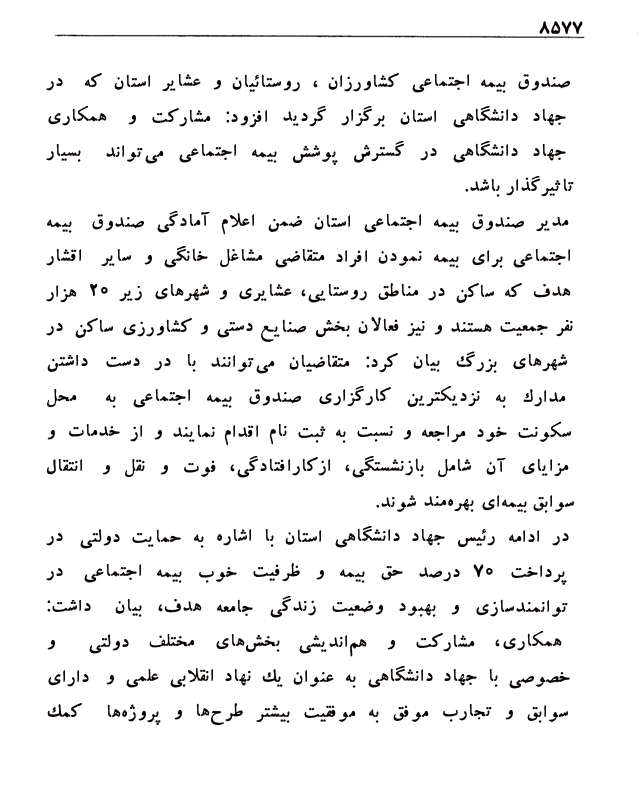 ۸۵۷۷
صندوق بیمه اجتماعی کشاورزان ، روستائیان و عشایر استان که در
جهاد دانشگاهی استان برگزار گردید افزود: مشارکت و همکاری
جهاد دانشگاهی در گسترش پوشش بیمه اجتماعی می‌تواند بسیار
تاثیرگذار باشد.
مدیر صندوق بیمه اجتماعی استان ضمن اعلام آمادگی صندوق بیمه
اجتماعی برای بیمه نمودن افراد متقاضی مشاغل خانگی و سایر اقشار
هدف که ساکن در مناطق روستایی، عشایری و شهرهای زیر ۲۰ هزار
نفر جمعیت هستند و نیز فعالان بخش صنایع دستی و کشاورزی ساکن در
شهرهای بزرگ بیان کرد: متقاضیان می‌توانند با در دست داشتن
مدارك به نزدیکترین کارگزاری صندوق بیمه اجتماعی به محل
سکونت خود مراجعه و نسبت به ثبت نام اقدام نمایند و از خدمات و
مزایای آن شامل بازنشستگی، ازکارافتادگی، فوت و نقل و انتقال
سوابق بیمه‌ای بهره‌مند شوند.
در ادامه رئیس جهاد دانشگاهی استان با اشاره به حمایت دولتی در
پرداخت ۷۰ درصد حق بیمه و ظرفیت خوب بیمه اجتماعی در
توانمندسازی و بهبود وضعیت زندگی جامعه هدف، بیان داشت:
همکاری، مشارکت و هم‌اندیشی بخش‌های مختلف دولتی و
خصوصی با جهاد دانشگاهی به عنوان یك نهاد انقلابی علمی و دارای
سوابق و تجارب موفق به موفقیت بیشتر طرح‌ها و پروژه‌ها کمك